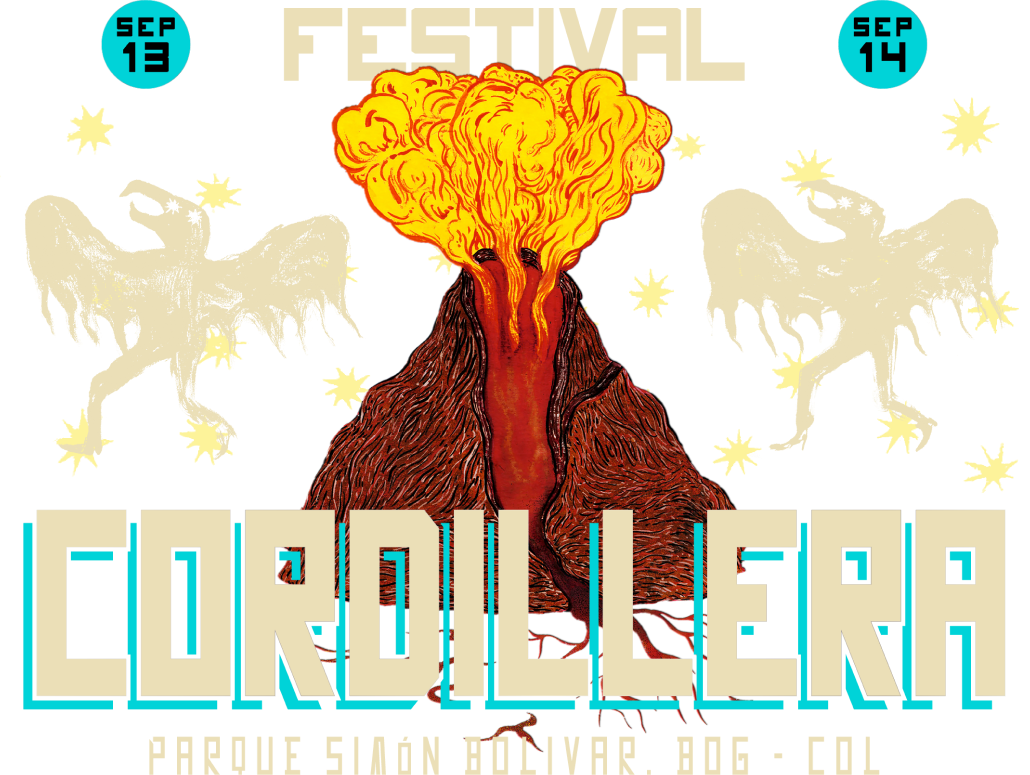 SEP
13
FESTIVAL
SEP
14
CORDILLERA
PARQUE SIMÓN BOLIVAR. BOG - COL